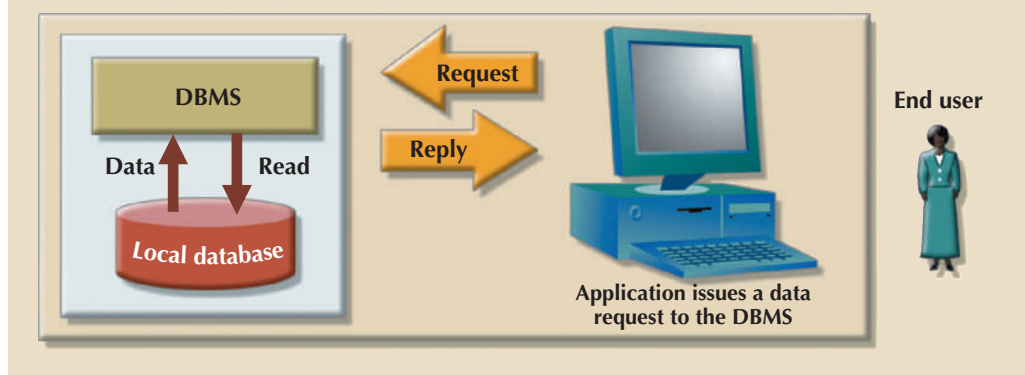 DBMS
Data
Read
Local database
Request
Reply
Application issues a data
request to the DBMS
End user